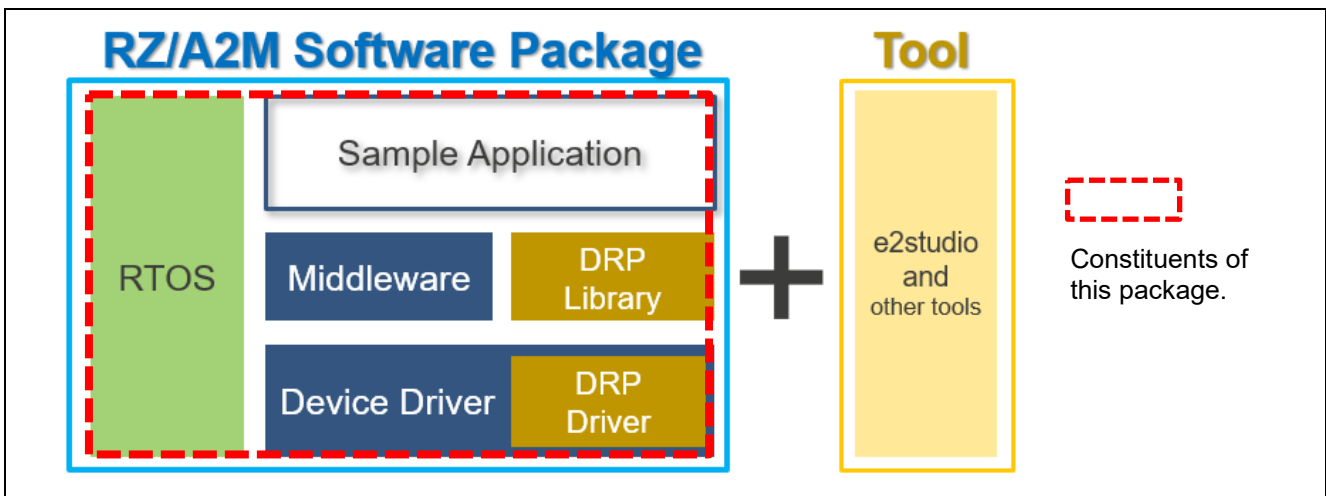 RZ/A2M Software Package
Tool
RTOS
Sample Application
Middleware
DRP
Library
Device Driver
DRP
Driver
+
e2studio
and
other tools
Constituents of
this package.